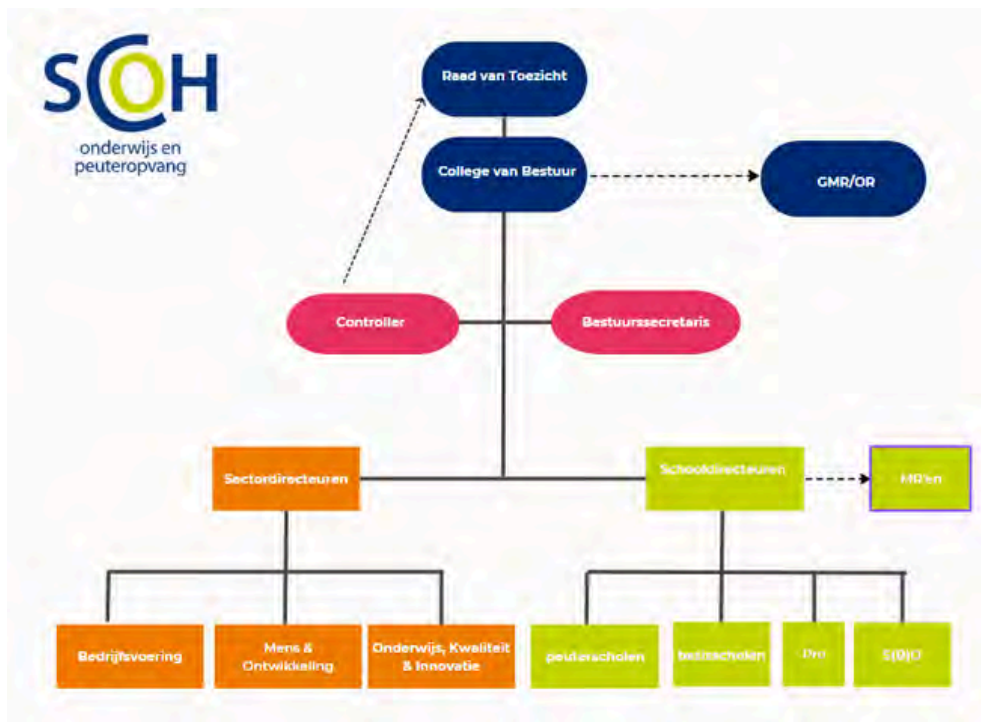 SCOH
onderwijs en
peuteropvang
Raad van Toezicht
College van Bestuur
GMR/OR
Controller
Bestuurssecretaris
Sectordirecteuren
Schooldirecteuren
MR'en
Bedrijfsvoering
Mens &
Ontwikkeling
Onderwijs, Kwaliteit
& Innovatie
peuterscholen
basisscholen